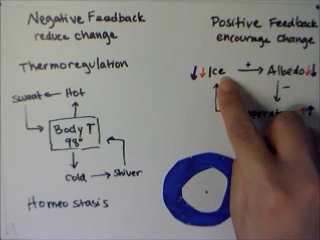 Negative Feedback
reduce change
Thermoregulation
sweat ← Hot
Body T
98°
Cold → Shiver
Homeostasis
Positive Feedback
encourage change
↓↓ Ice + → Albedo ↓↓
−